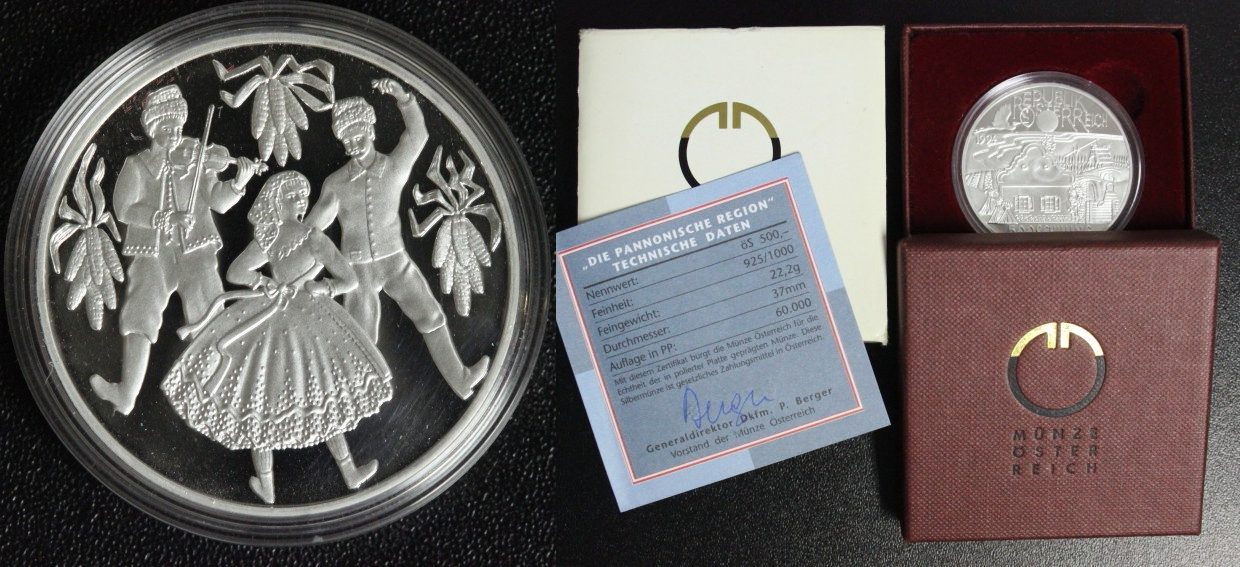 „DIE PANNONISCHE REGION“
TECHNISCHE DATEN
Nennwert: öS 500,–
Feinheit: 925/1000
Feingewicht: 22,2g
Durchmesser: 37mm
Auflage in PP: 60.000
Mit diesem Zertifikat bürgt die Münze Österreich für die
Echtheit der in polierter Platte geprägten Münze. Diese
Silbermünze ist gesetzliches Zahlungsmittel in Österreich.
Generaldirektor Dkfm. P. Berger
Vorstand der Münze Österreich
REPUBLIK
ÖSTERREICH
MÜNZE
ÖSTER
REICH